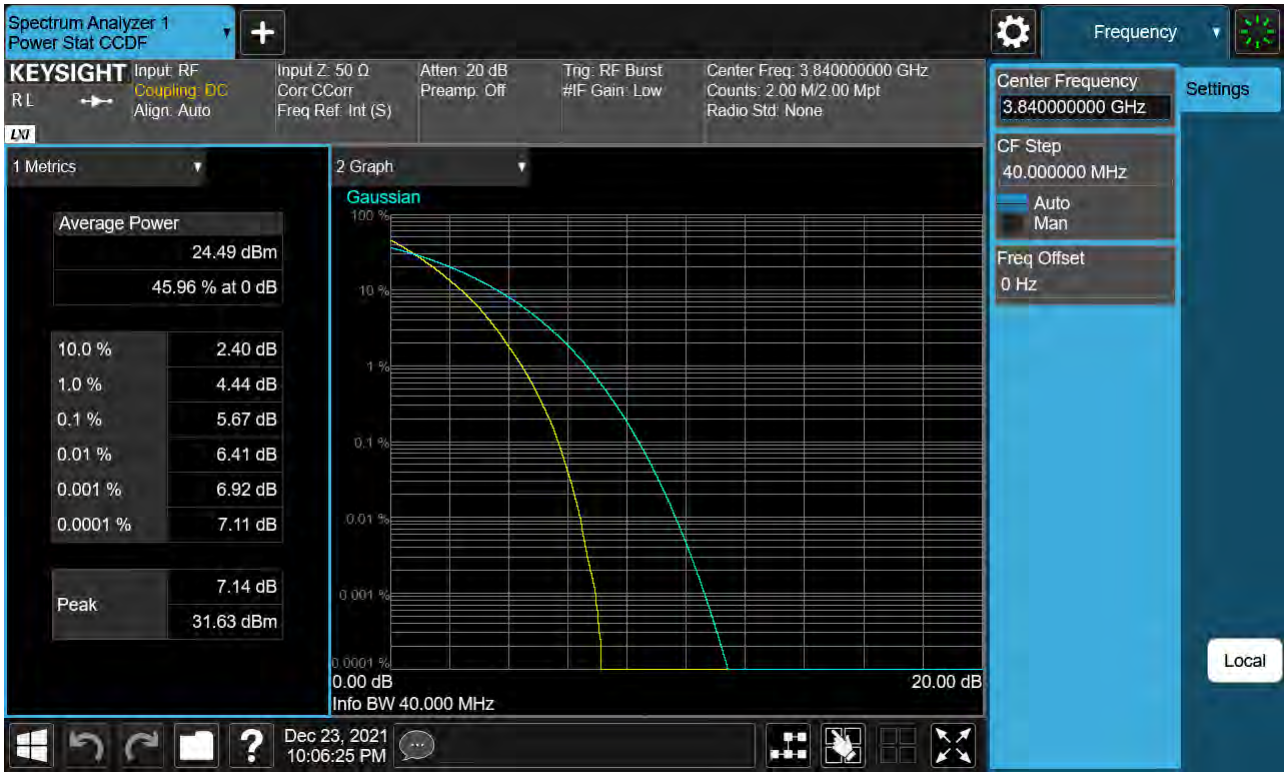 Spectrum Analyzer 1
Power Stat CCDF
+
Frequency
KEYSIGHT
RL
LXI
Input: RF
Coupling: DC
Align: Auto
Input Z: 50 Ω
Corr CCorr
Freq Ref: Int (S)
Atten: 20 dB
Preamp: Off
Trig: RF Burst
#IF Gain: Low
Center Freq: 3.840000000 GHz
Counts: 2.00 M/2.00 Mpt
Radio Std: None
Center Frequency
3.840000000 GHz
Settings
CF Step
40.000000 MHz
Auto
Man
Freq Offset
0 Hz
1 Metrics
Average Power
24.49 dBm
45.96 % at 0 dB
10.0 % 2.40 dB
1.0 % 4.44 dB
0.1 % 5.67 dB
0.01 % 6.41 dB
0.001 % 6.92 dB
0.0001 % 7.11 dB
Peak
7.14 dB
31.63 dBm
2 Graph
Gaussian
100 %
10 %
1 %
0.1 %
0.01 %
0.001 %
0.0001 %
0.00 dB 20.00 dB
Info BW 40.000 MHz
Local
?
Dec 23, 2021
10:06:25 PM